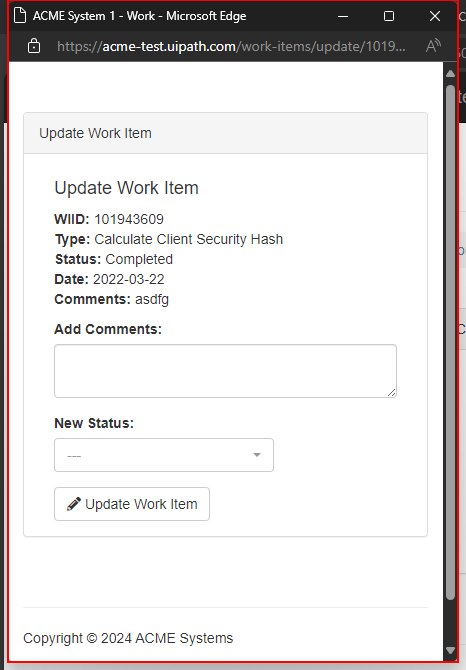 ACME System 1 - Work - Microsoft Edge
https://acme-test.uipath.com/work-items/update/1019...
Update Work Item
Update Work Item
WIID: 101943609
Type: Calculate Client Security Hash
Status: Completed
Date: 2022-03-22
Comments: asdfg
Add Comments:
New Status:
---
Update Work Item
Copyright © 2024 ACME Systems